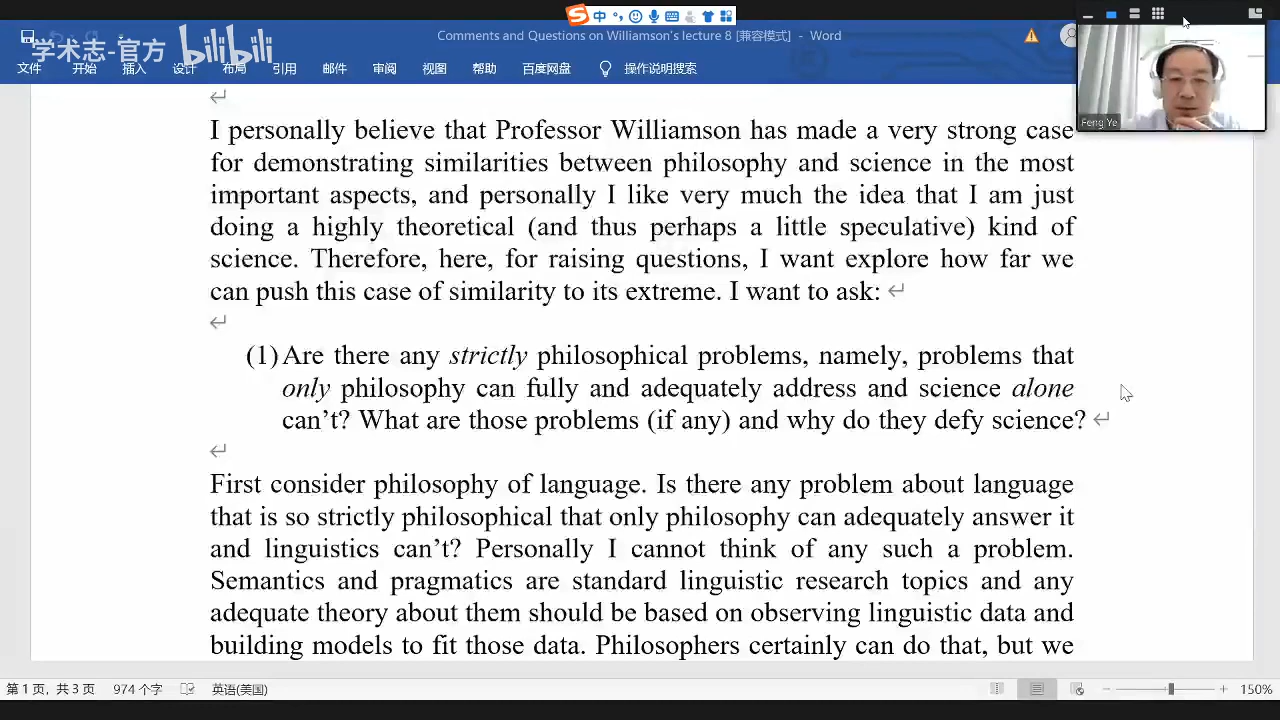 中
Comments and Questions on Williamson's lecture 8 [兼容模式] - Word
学术志-官方 bilibili
文件 开始 插入 设计 布局 引用 邮件 审阅 视图 帮助 百度网盘 操作说明搜索
Feng Ye
I personally believe that Professor Williamson has made a very strong case
for demonstrating similarities between philosophy and science in the most
important aspects, and personally I like very much the idea that I am just
doing a highly theoretical (and thus perhaps a little speculative) kind of
science. Therefore, here, for raising questions, I want explore how far we
can push this case of similarity to its extreme. I want to ask:
(1) Are there any strictly philosophical problems, namely, problems that
only philosophy can fully and adequately address and science alone
can't? What are those problems (if any) and why do they defy science?
First consider philosophy of language. Is there any problem about language
that is so strictly philosophical that only philosophy can adequately answer it
and linguistics can't? Personally I cannot think of any such a problem.
Semantics and pragmatics are standard linguistic research topics and any
adequate theory about them should be based on observing linguistic data and
building models to fit those data. Philosophers certainly can do that, but we
第1页, 共3页 974 个字 英语(美国) 150%